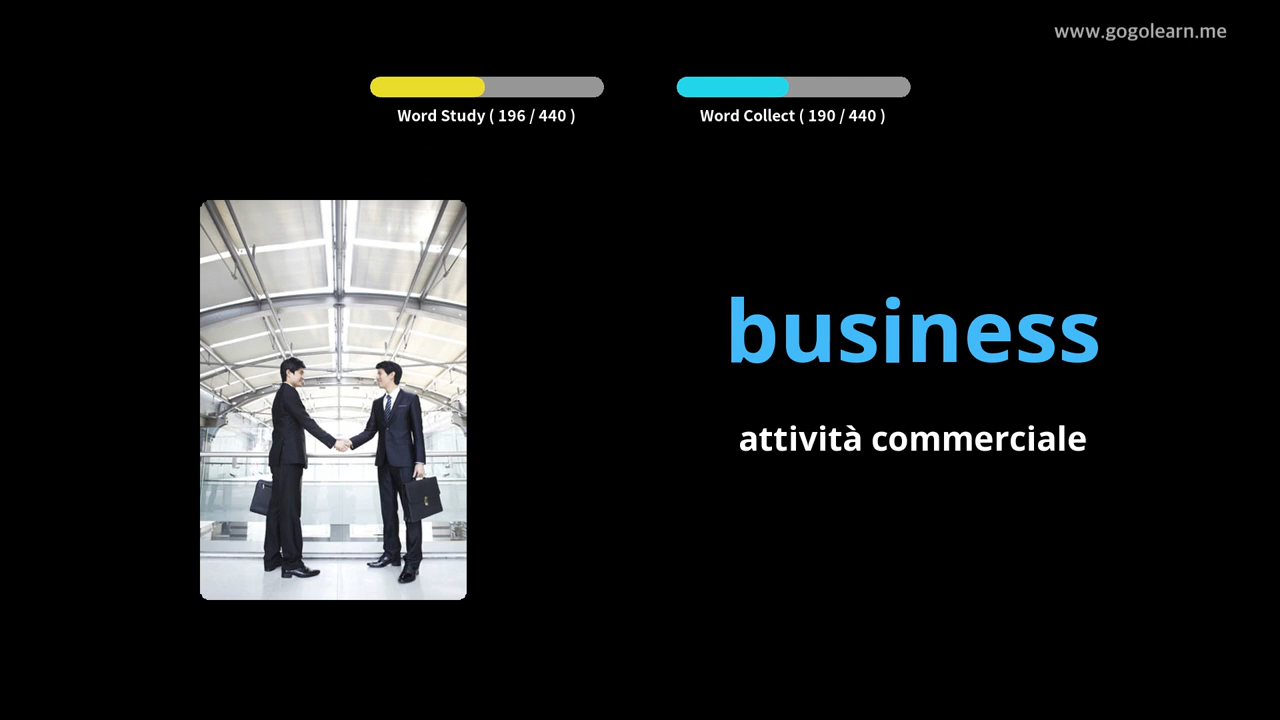 www.gogolearn.me
Word Study ( 196 / 440 )
Word Collect ( 190 / 440 )
business
attività commerciale